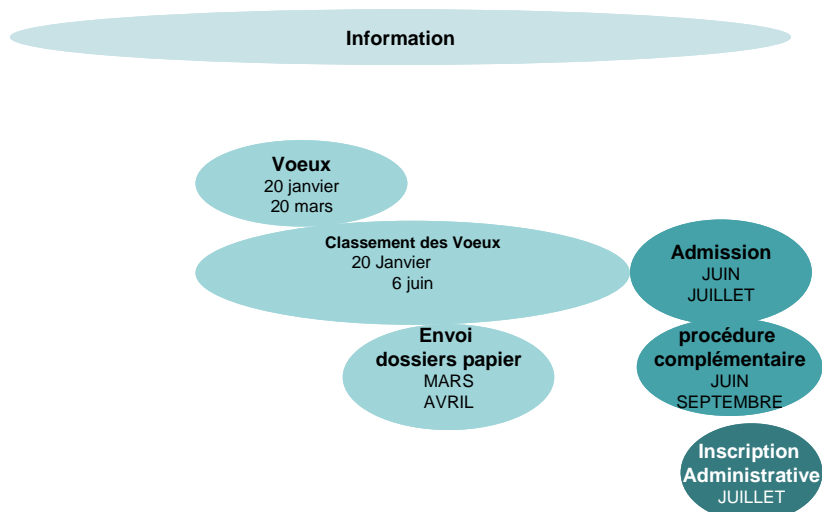 Information
Voeux
20 janvier
20 mars
Classement des Voeux
20 Janvier
6 juin
Admission
JUIN
JUILLET
Envoi
dossiers papier
MARS
AVRIL
procédure
complémentaire
JUIN
SEPTEMBRE
Inscription
Administrative
JUILLET